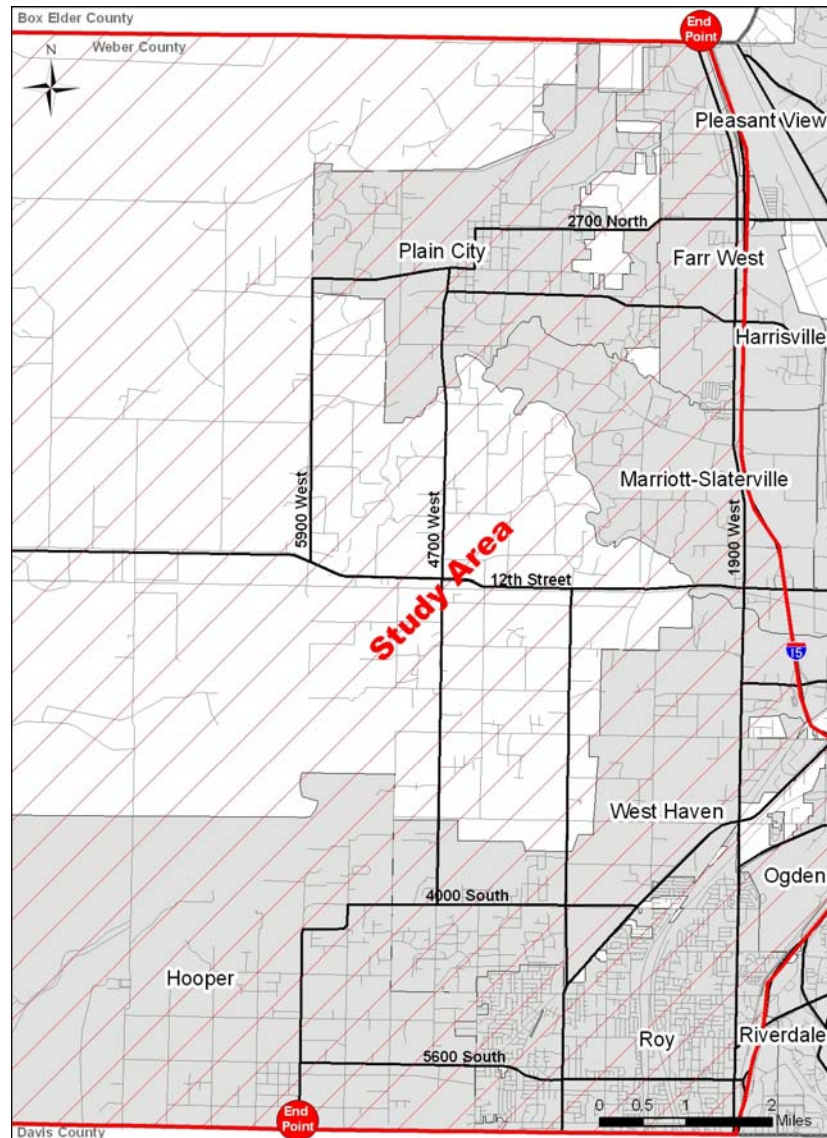 Box Elder County
Weber County
N
End
Point
Pleasant View
2700 North
Plain City
Farr West
Harrisville
Marriott-Slaterville
5900 West
4700 West
1900 West
12th Street
Study Area
15
West Haven
Ogden
4000 South
Hooper
Roy
Riverdale
5600 South
End
Point
0 0.5 1 2
Miles
Davis County